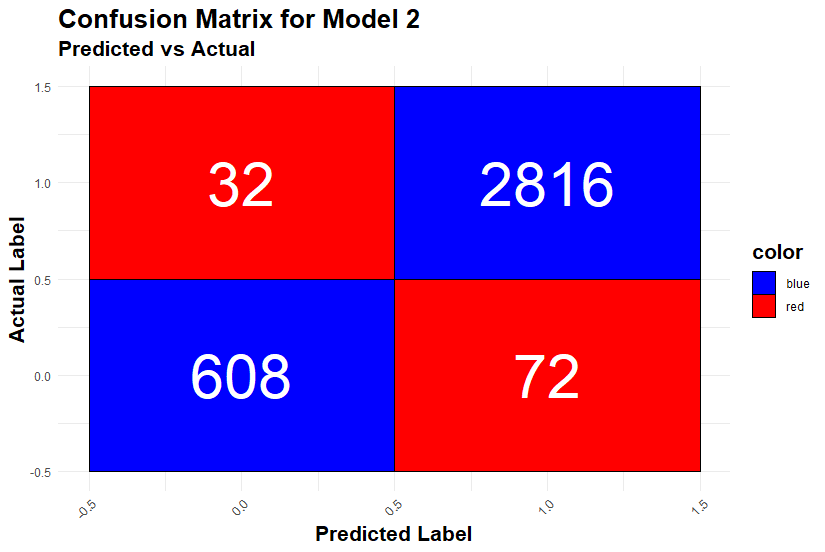 Confusion Matrix for Model 2
Predicted vs Actual
Actual Label
1.5
1.0
0.5
0.0
-0.5
32
2816
608
72
-0.5
0.0
0.5
1.0
1.5
Predicted Label
color
blue
red